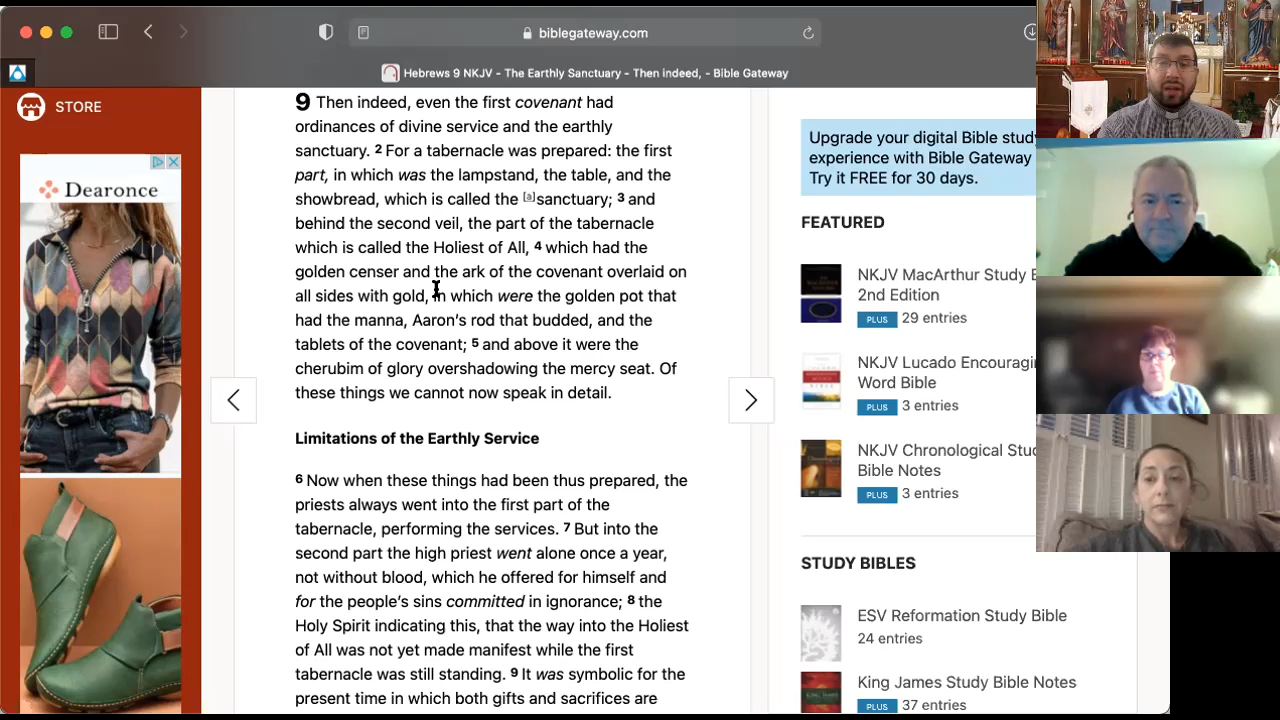 biblegateway.com
Hebrews 9 NKJV - The Earthly Sanctuary - Then indeed, - Bible Gateway
STORE
Dearonce
9 Then indeed, even the first covenant had
ordinances of divine service and the earthly
sanctuary. 2 For a tabernacle was prepared: the first
part, in which was the lampstand, the table, and the
showbread, which is called the [a]sanctuary; 3 and
behind the second veil, the part of the tabernacle
which is called the Holiest of All, 4 which had the
golden censer and the ark of the covenant overlaid on
all sides with gold, in which were the golden pot that
had the manna, Aaron's rod that budded, and the
tablets of the covenant; 5 and above it were the
cherubim of glory overshadowing the mercy seat. Of
these things we cannot now speak in detail.
Limitations of the Earthly Service
6 Now when these things had been thus prepared, the
priests always went into the first part of the
tabernacle, performing the services. 7 But into the
second part the high priest went alone once a year,
not without blood, which he offered for himself and
for the people's sins committed in ignorance; 8 the
Holy Spirit indicating this, that the way into the Holiest
of All was not yet made manifest while the first
tabernacle was still standing. 9 It was symbolic for the
present time in which both gifts and sacrifices are
Upgrade your digital Bible study
experience with Bible Gateway
Try it FREE for 30 days.
FEATURED
NKJV MacArthur Study
2nd Edition
PLUS 29 entries
NKJV Lucado
Word Bible
PLUS 3 entries
NKJV Chronological
Bible Notes
PLUS 3 entries
STUDY BIBLES
ESV Reformation Study Bible
24 entries
King James Study Bible Notes
PLUS 37 entries